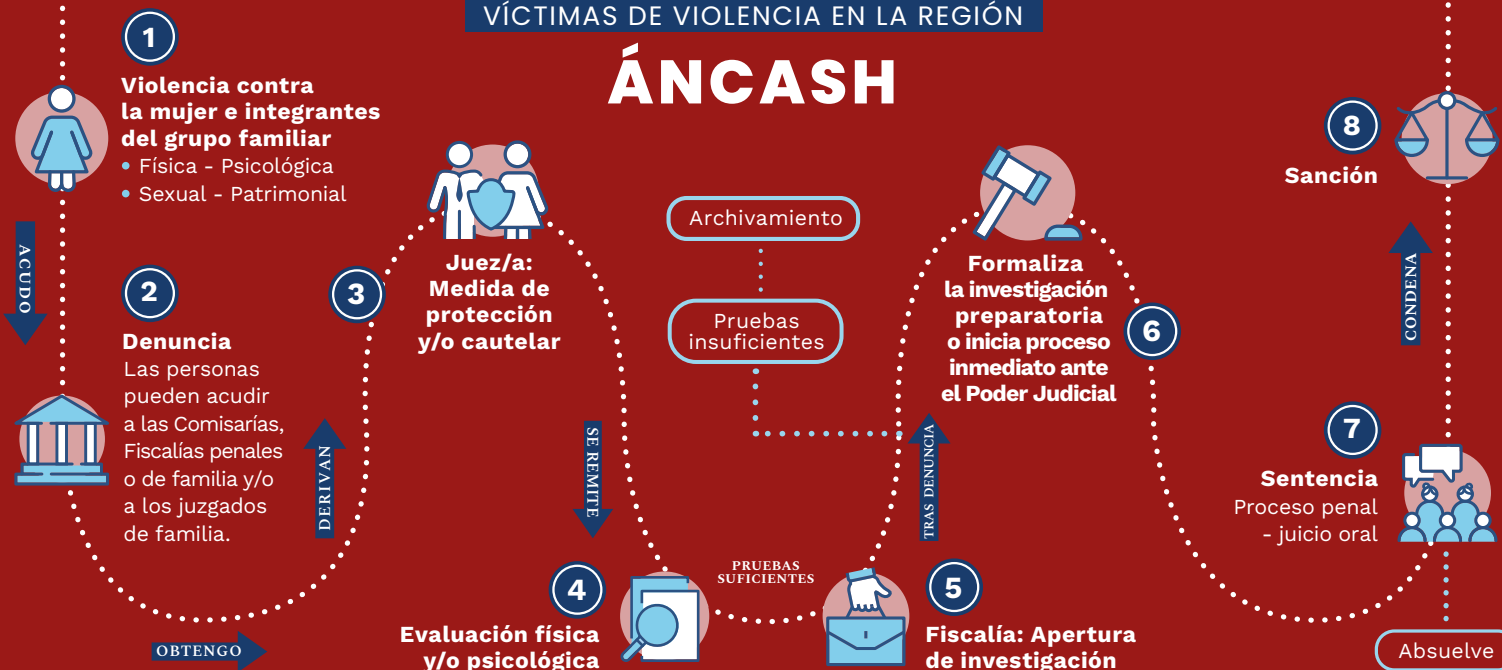 VÍCTIMAS DE VIOLENCIA EN LA REGIÓN
ÁNCASH
1
Violencia contra
la mujer e integrantes
del grupo familiar
• Física - Psicológica
• Sexual - Patrimonial
ACUDO
2
Denuncia
Las personas
pueden acudir
a las Comisarías,
Fiscalías penales
o de familia y/o
a los juzgados
de familia.
OBTENGO
DERIVAN
3
Juez/a:
Medida de
protección
y/o cautelar
SE REMITE
4
Evaluación física
y/o psicológica
PRUEBAS
SUFICIENTES
Archivamiento
Pruebas
insuficientes
5
Fiscalía: Apertura
de investigación
TRAS DENUNCIA
Formaliza
la investigación
preparatoria
o inicia proceso
inmediato ante
el Poder Judicial
6
7
Sentencia
Proceso penal
- juicio oral
Absuelve
CONDENA
8
Sanción